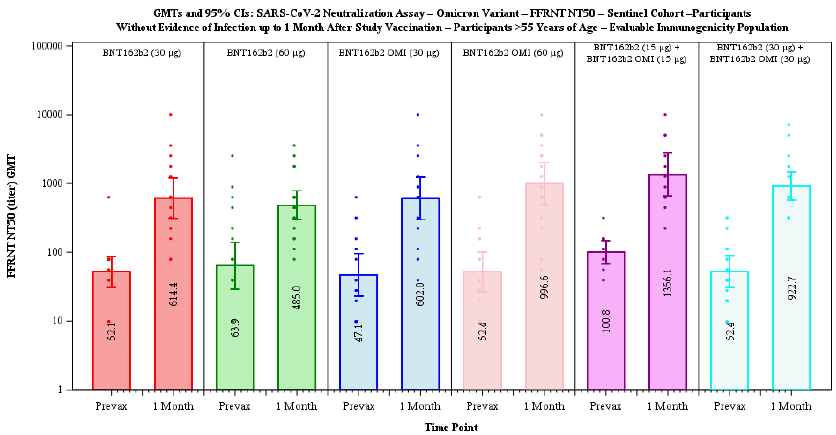 GMTs and 95% CIs: SARS-CoV-2 Neutralization Assay – Omicron Variant – FFRNT NT50 – Sentinel Cohort –Participants
Without Evidence of Infection up to 1 Month After Study Vaccination – Participants >55 Years of Age – Evaluable Immunogenicity Population
FFRNT NT50 (titer) GMT
100000
10000
1000
100
10
1
BNT162b2 (30 µg)
BNT162b2 (60 µg)
BNT162b2 OMI (30 µg)
BNT162b2 OMI (60 µg)
BNT162b2 (15 µg) +
BNT162b2 OMI (15 µg)
BNT162b2 (30 µg) +
BNT162b2 OMI (30 µg)
52.1
614.4
63.9
485.0
47.1
602.0
52.4
996.6
100.8
1356.1
52.4
922.7
Prevax 1 Month Prevax 1 Month Prevax 1 Month Prevax 1 Month Prevax 1 Month Prevax 1 Month
Time Point